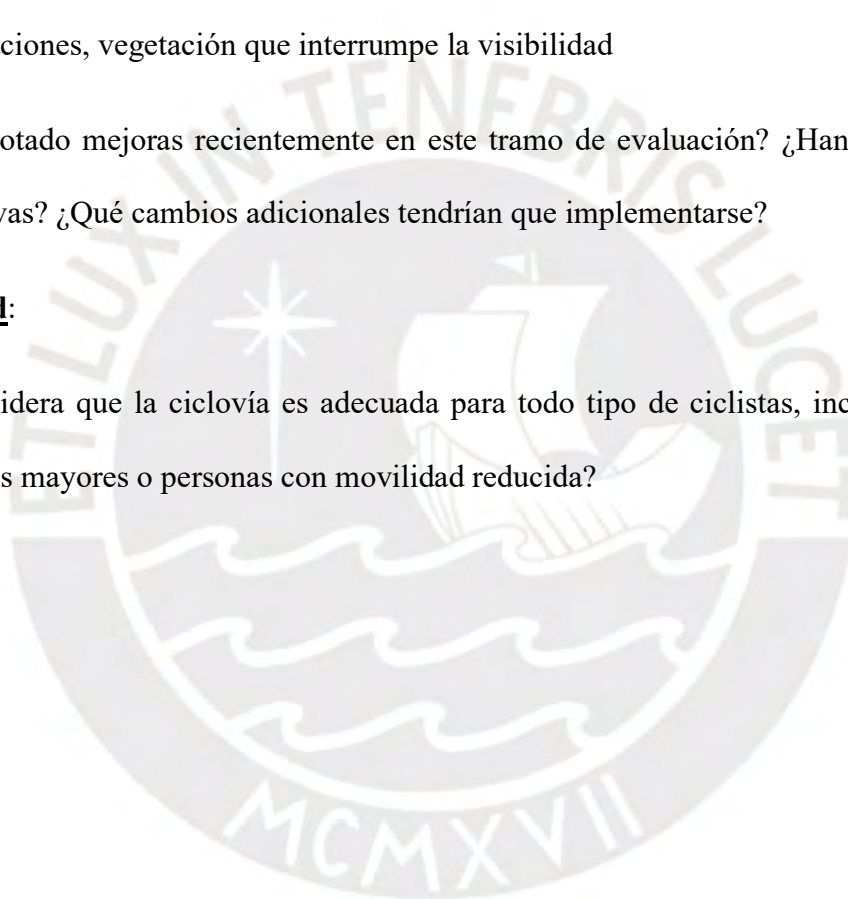 ciones, vegetación que interrumpe la visibilidad
otado mejoras recientemente en este tramo de evaluación? ¿Han
vas? ¿Qué cambios adicionales tendrían que implementarse?
d:
idera que la ciclovía es adecuada para todo tipo de ciclistas, inc
s mayores o personas con movilidad reducida?
ET LUX IN TENEBRIS LUCET
MCMXVII